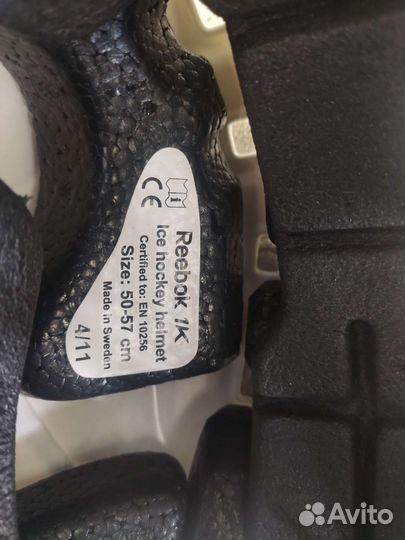 CE
Reebok 7K
Ice hockey helmet
Certified to: EN 10256
Size: 50-57 cm
Made in Sweden
4/11
Avito